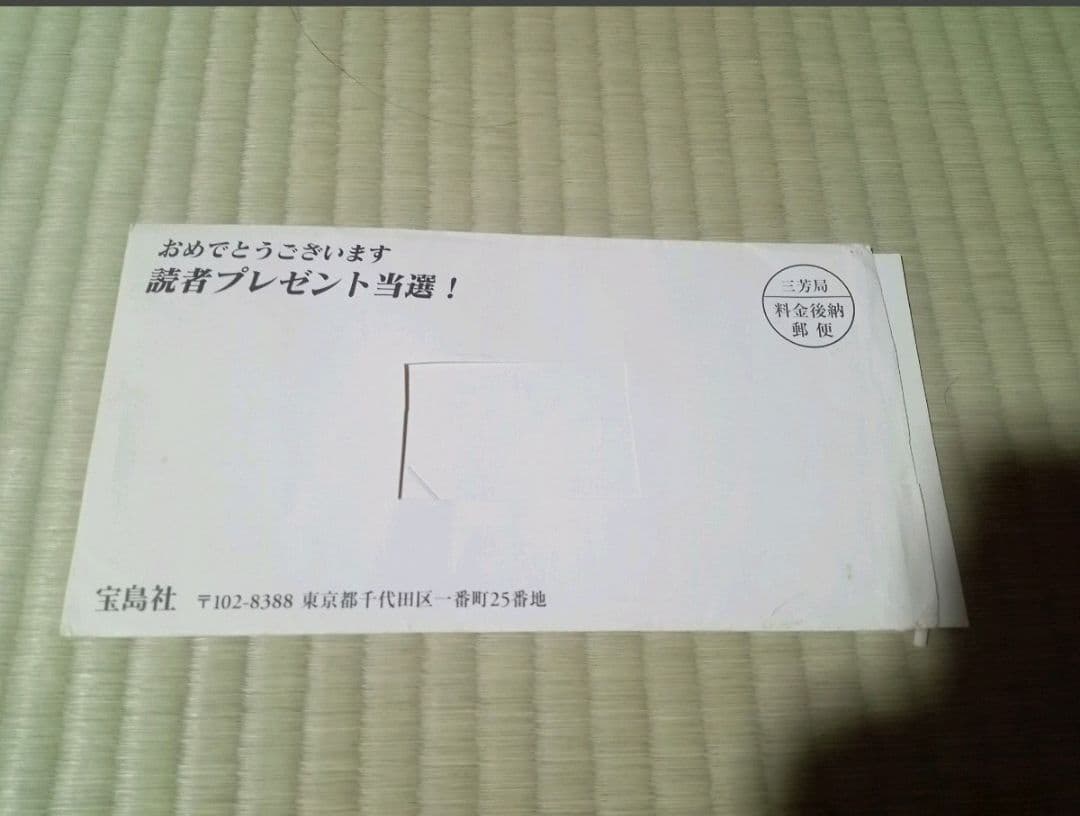 おめでとうございます
読者プレゼント当選！
三芳局
料金後納
郵便
宝島社 〒102-8388 東京都千代田区一番町25番地